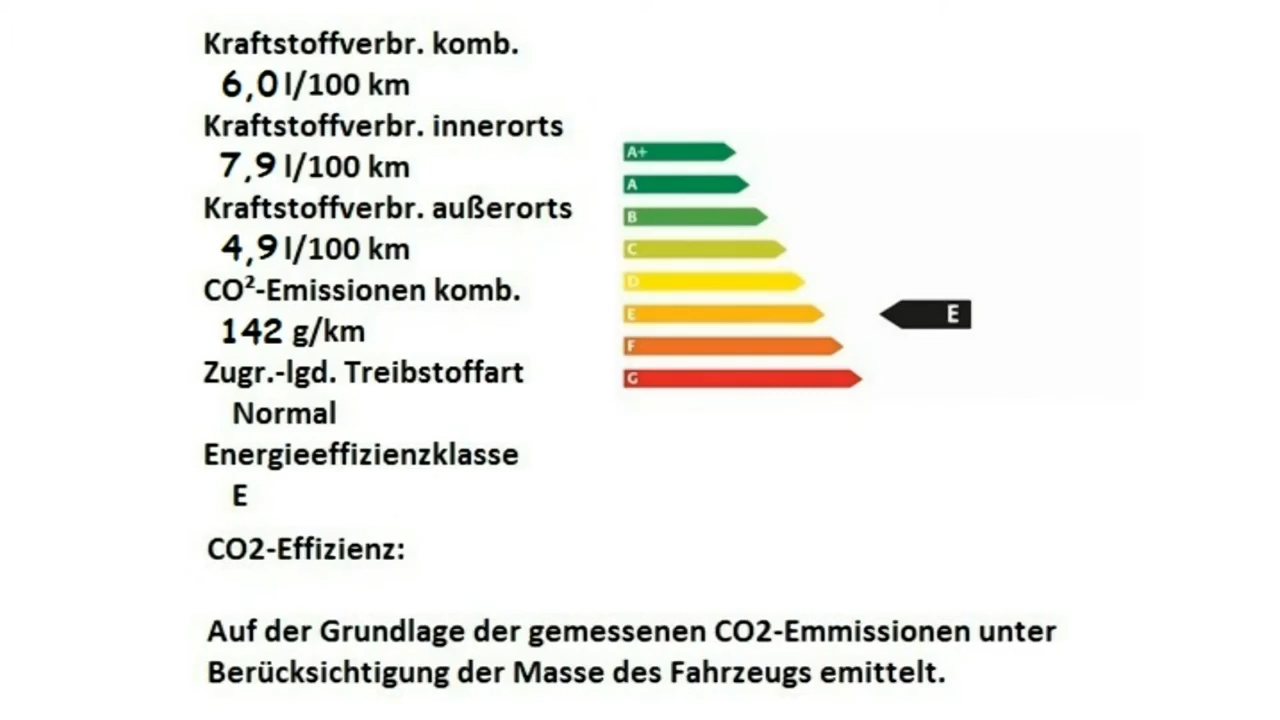 Kraftstoffverbr. komb.
6,0 l/100 km
Kraftstoffverbr. innerorts
7,9 l/100 km
Kraftstoffverbr. außerorts
4,9 l/100 km
CO²-Emissionen komb.
142 g/km
Zugr.-lgd. Treibstoffart
Normal
Energieeffizienzklasse
E
A+
A
B
C
D
E
E
F
G
CO2-Effizienz:
Auf der Grundlage der gemessenen CO2-Emmissionen unter
Berücksichtigung der Masse des Fahrzeugs emittelt.